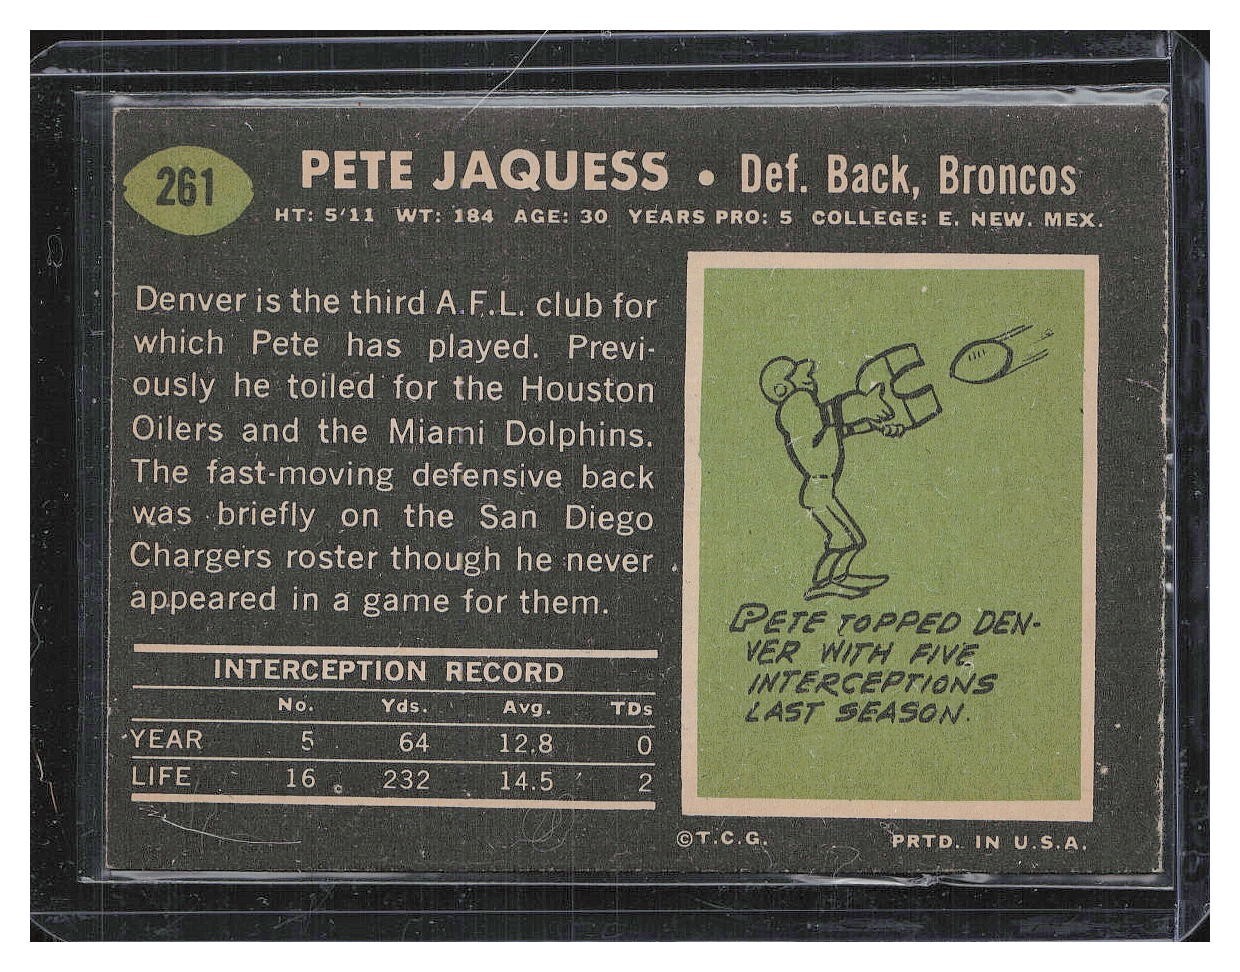 261
PETE JAQUESS • Def. Back, Broncos
HT: 5'11 WT: 184 AGE: 30 YEARS PRO: 5 COLLEGE: E. NEW. MEX.
Denver is the third A.F.L. club for
which Pete has played. Previ-
ously he toiled for the Houston
Oilers and the Miami Dolphins.
The fast-moving defensive back
was briefly on the San Diego
Chargers roster though he never
appeared in a game for them.
INTERCEPTION RECORD
No. Yds. Avg. TDs
YEAR 5 64 12.8 0
LIFE 16 232 14.5 2
PETE TOPPED DEN-
VER WITH FIVE
INTERCEPTIONS
LAST SEASON.
©T.C.G. PRTD. IN U.S.A.